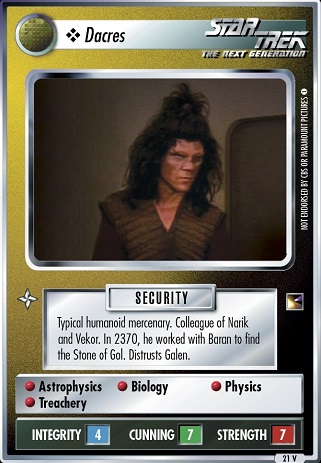 ❖ Dacres
STAR TREK
THE NEXT GENERATION
NOT ENDORSED BY CBS OR PARAMOUNT PICTURES
SECURITY
Typical humanoid mercenary. Colleague of Narik
and Vekor. In 2370, he worked with Baran to find
the Stone of Gol. Distrusts Galen.
Astrophysics Biology Physics
Treachery
INTEGRITY 4 CUNNING 7 STRENGTH 7
21 V